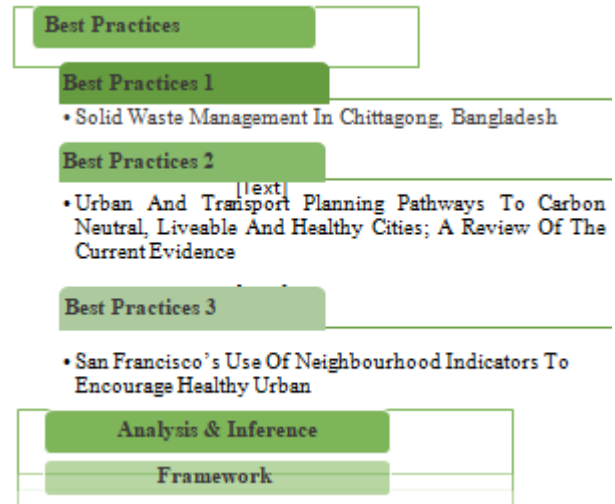 Best Practices
Best Practices 1
• Solid Waste Management In Chittagong, Bangladesh
Best Practices 2
[Text]
• Urban And Transport Planning Pathways To Carbon
Neutral, Liveable And Healthy Cities; A Review Of The
Current Evidence
Best Practices 3
• San Francisco’s Use Of Neighbourhood Indicators To
Encourage Healthy Urban
Analysis & Inference
Framework